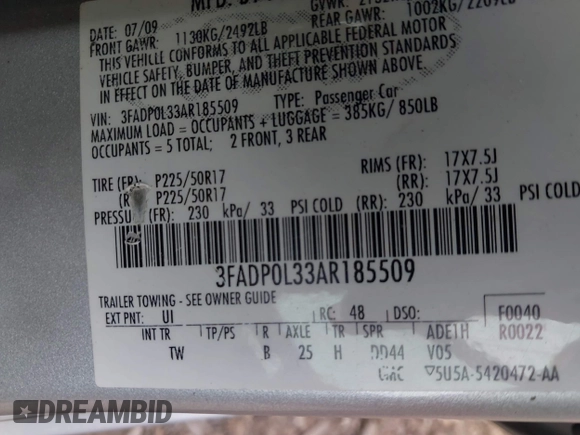 07/09
1002KG/2209LB
FRONT GAWR: 1130KG/2492LB
REAR GAWR:
THIS VEHICLE CONFORMS TO ALL APPLICABLE FEDERAL MOTOR
VEHICLE SAFETY, BUMPER, AND THEFT PREVENTION STANDARDS
IN EFFECT ON THE DATE OF MANUFACTURE SHOWN ABOVE.
VIN: 3FADP0L33AR185509 TYPE: Passenger Car
MAXIMUM LOAD = OCCUPANTS + LUGGAGE = 385KG/ 850LB
OCCUPANTS = 5 TOTAL; 2 FRONT, 3 REAR
TIRE (FR): P225/50R17 RIMS (FR): 17X7.5J
P225/50R17 (RR): 17X7.5J
PRESSURE (FR): 230 kPa/ 33 PSI COLD (RR): 230 kPa/ 33 PSI COLD
3FADP0L33AR185509
TRAILER TOWING - SEE OWNER GUIDE
EXT PNT: UI RC: 48 DSO: F0040
R0022
INT TR TP/PS R AXLE TR SPR ADE1H
TW B 25 H DD44 V05
5U5A-5420472-AA
DREAMBID